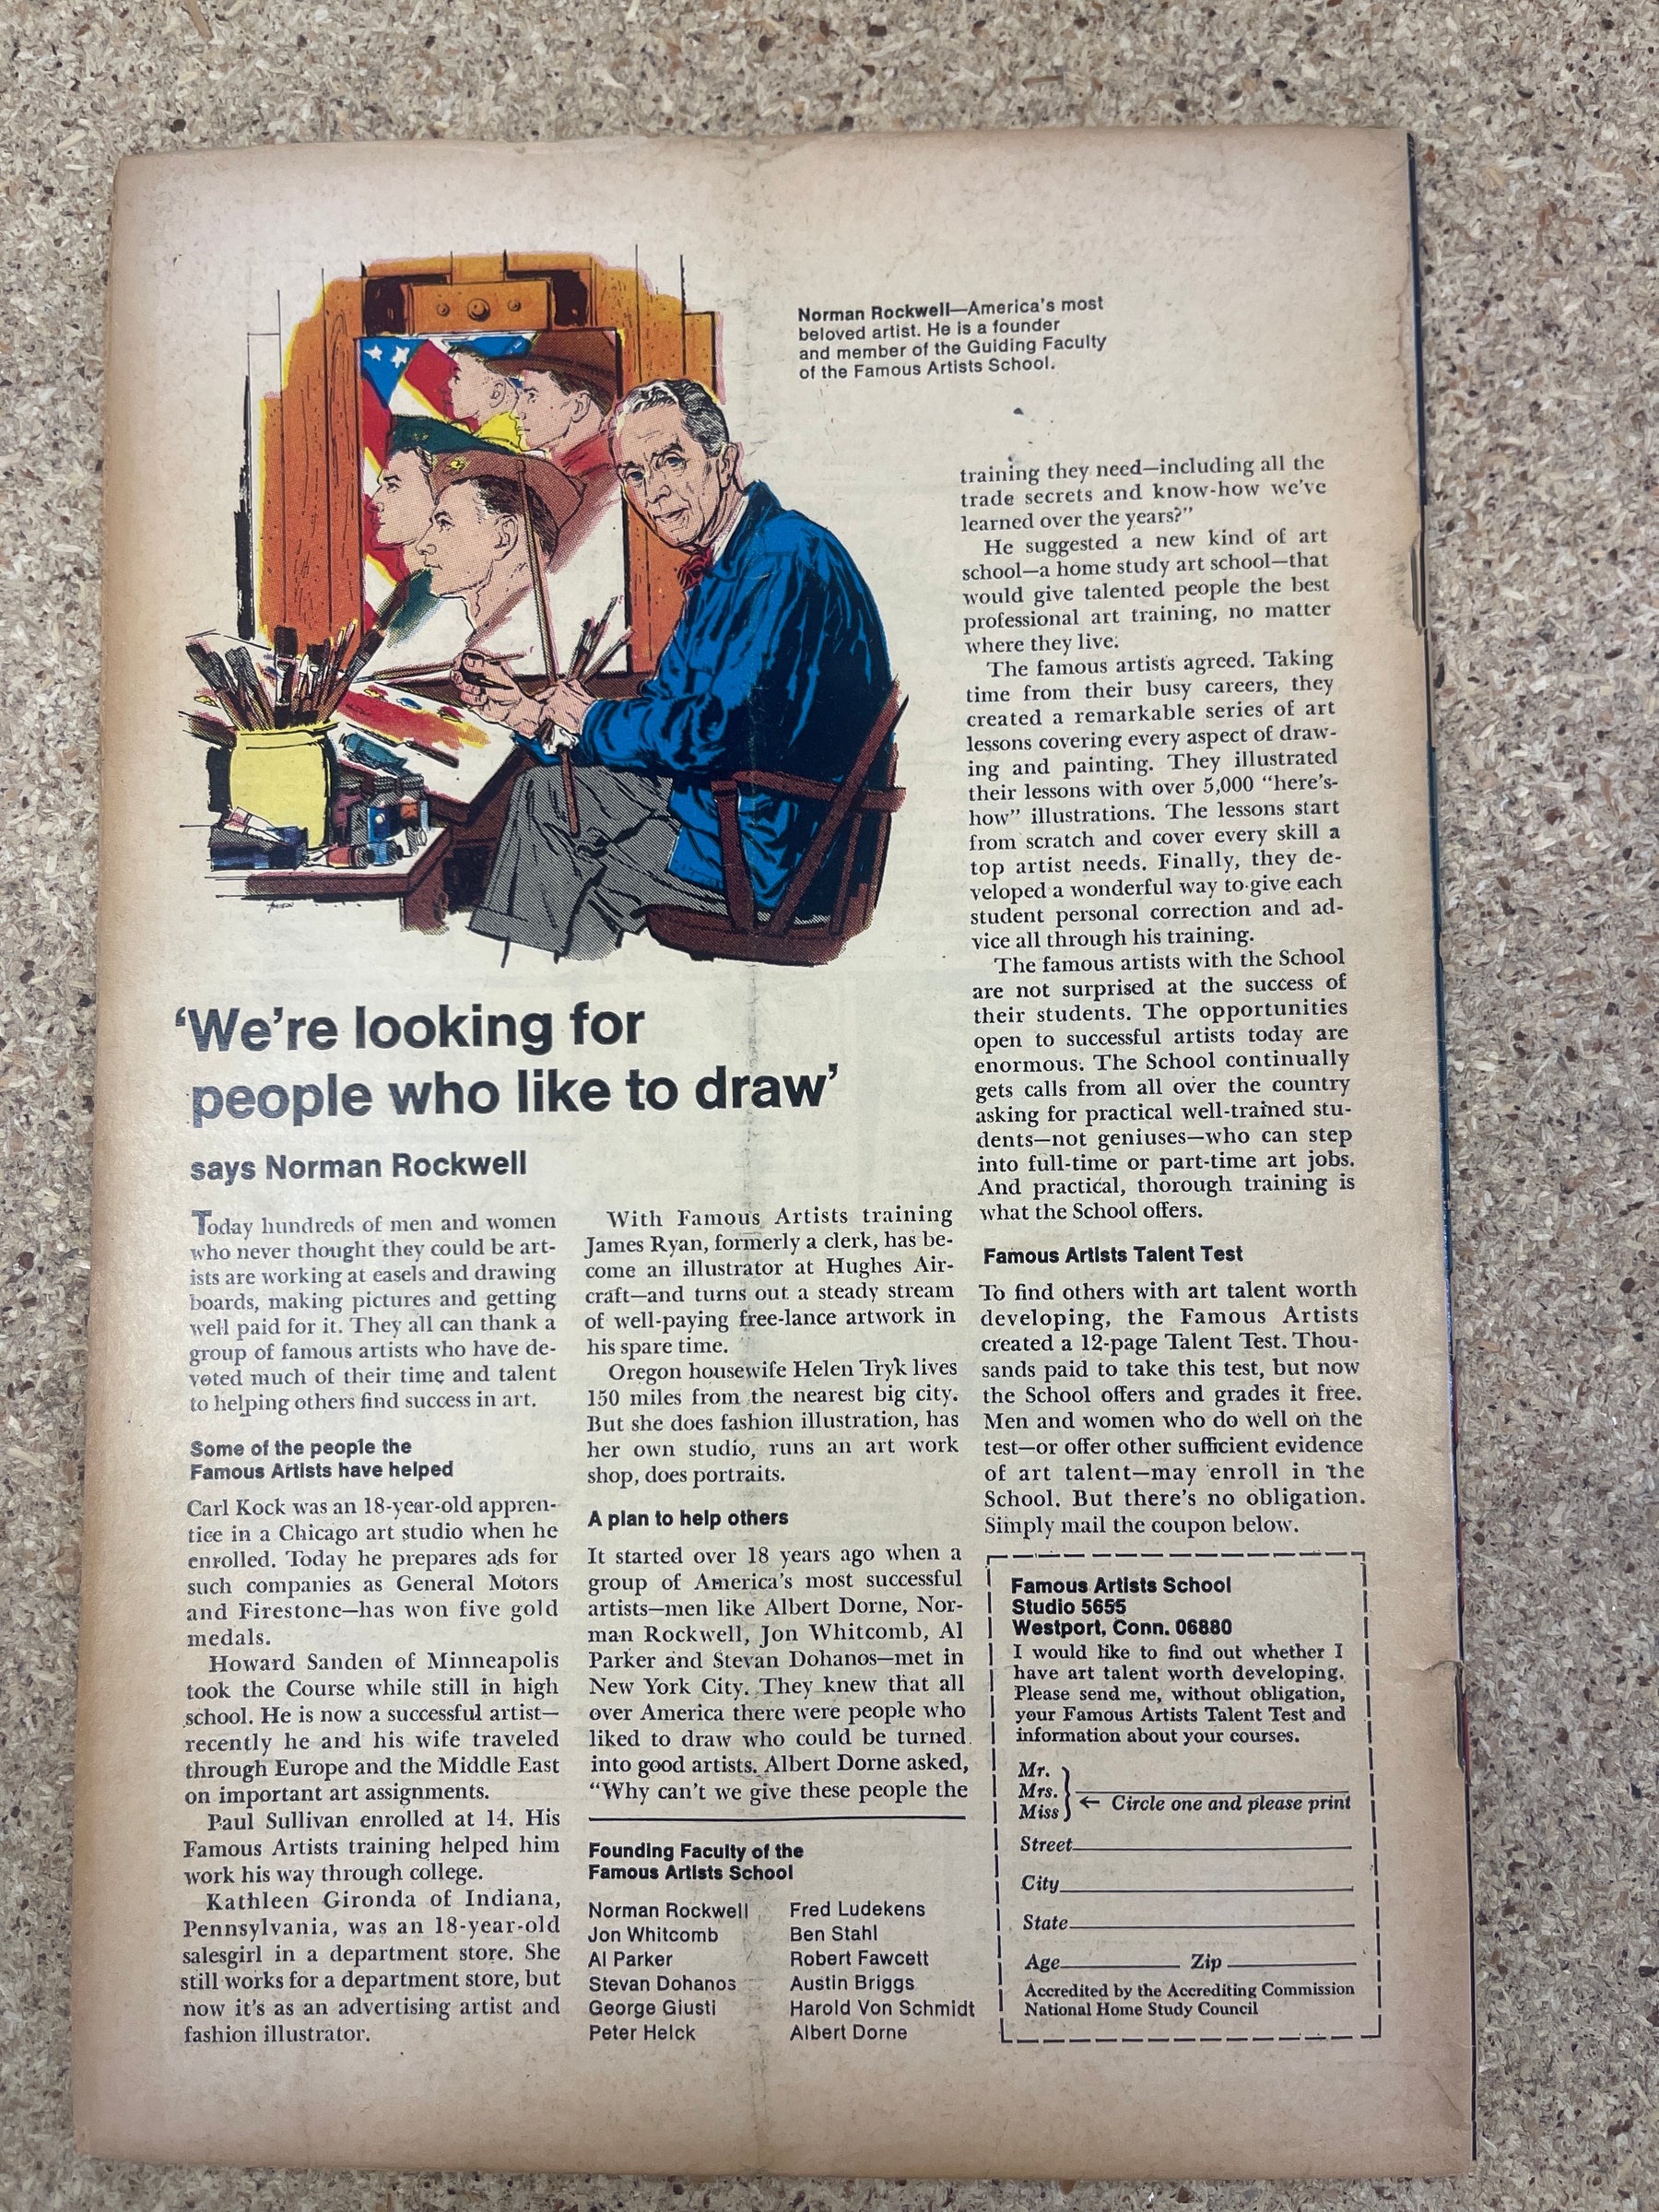 Norman Rockwell—America's most
beloved artist. He is a founder
and member of the Guiding Faculty
of the Famous Artists School.
‘We’re looking for
people who like to draw’
says Norman Rockwell
Today hundreds of men and women
who never thought they could be art-
ists are working at easels and drawing
boards, making pictures and getting
well paid for it. They all can thank a
group of famous artists who have de-
voted much of their time and talent
to helping others find success in art.
Some of the people the
Famous Artists have helped
Carl Kock was an 18-year-old appren-
tice in a Chicago art studio when he
enrolled. Today he prepares ads for
such companies as General Motors
and Firestone—has won five gold
medals.
Howard Sanden of Minneapolis
took the Course while still in high
school. He is now a successful artist—
recently he and his wife traveled
through Europe and the Middle East
on important art assignments.
Paul Sullivan enrolled at 14. His
Famous Artists training helped him
work his way through college.
Kathleen Gironda of Indiana,
Pennsylvania, was an 18-year-old
salesgirl in a department store. She
still works for a department store, but
now it's as an advertising artist and
fashion illustrator.
With Famous Artists training
James Ryan, formerly a clerk, has be-
come an illustrator at Hughes Air-
craft—and turns out a steady stream
of well-paying free-lance artwork in
his spare time.
Oregon housewife Helen Tryk lives
150 miles from the nearest big city.
But she does fashion illustration, has
her own studio, runs an art work
shop, does portraits.
A plan to help others
It started over 18 years ago when a
group of America's most successful
artists—men like Albert Dorne, Nor-
man Rockwell, Jon Whitcomb, Al
Parker and Stevan Dohanos—met in
New York City. They knew that all
over America there were people who
liked to draw who could be turned
into good artists. Albert Dorne asked,
“Why can't we give these people the
training they need—including all the
trade secrets and know-how we've
learned over the years?”
He suggested a new kind of art
school—a home study art school—that
would give talented people the best
professional art training, no matter
where they live.
The famous artists agreed. Taking
time from their busy careers, they
created a remarkable series of art
lessons covering every aspect of draw-
ing and painting. They illustrated
their lessons with over 5,000 “here's-
how” illustrations. The lessons start
from scratch and cover every skill a
top artist needs. Finally, they de-
veloped a wonderful way to give each
student personal correction and ad-
vice all through his training.
The famous artists with the School
are not surprised at the success of
their students. The opportunities
open to successful artists today are
enormous. The School continually
gets calls from all over the country
asking for practical well-trained stu-
dents—not geniuses—who can step
into full-time or part-time art jobs.
And practical, thorough training is
what the School offers.
Famous Artists Talent Test
To find others with art talent worth
developing, the Famous Artists
created a 12-page Talent Test. Thou-
sands paid to take this test, but now
the School offers and grades it free.
Men and women who do well on the
test—or offer other sufficient evidence
of art talent—may enroll in the
School. But there's no obligation.
Simply mail the coupon below.
Founding Faculty of the
Famous Artists School
Norman Rockwell
Jon Whitcomb
Al Parker
Stevan Dohanos
George Giusti
Peter Helck
Fred Ludekens
Ben Stahl
Robert Fawcett
Austin Briggs
Harold Von Schmidt
Albert Dorne
Famous Artists School
Studio 5655
Westport, Conn. 06880
I would like to find out whether I
have art talent worth developing.
Please send me, without obligation,
your Famous Artists Talent Test and
information about your courses.
Mr.
Mrs.
Miss
← Circle one and please print
Street
City
State
Age Zip
Accredited by the Accrediting Commission
National Home Study Council